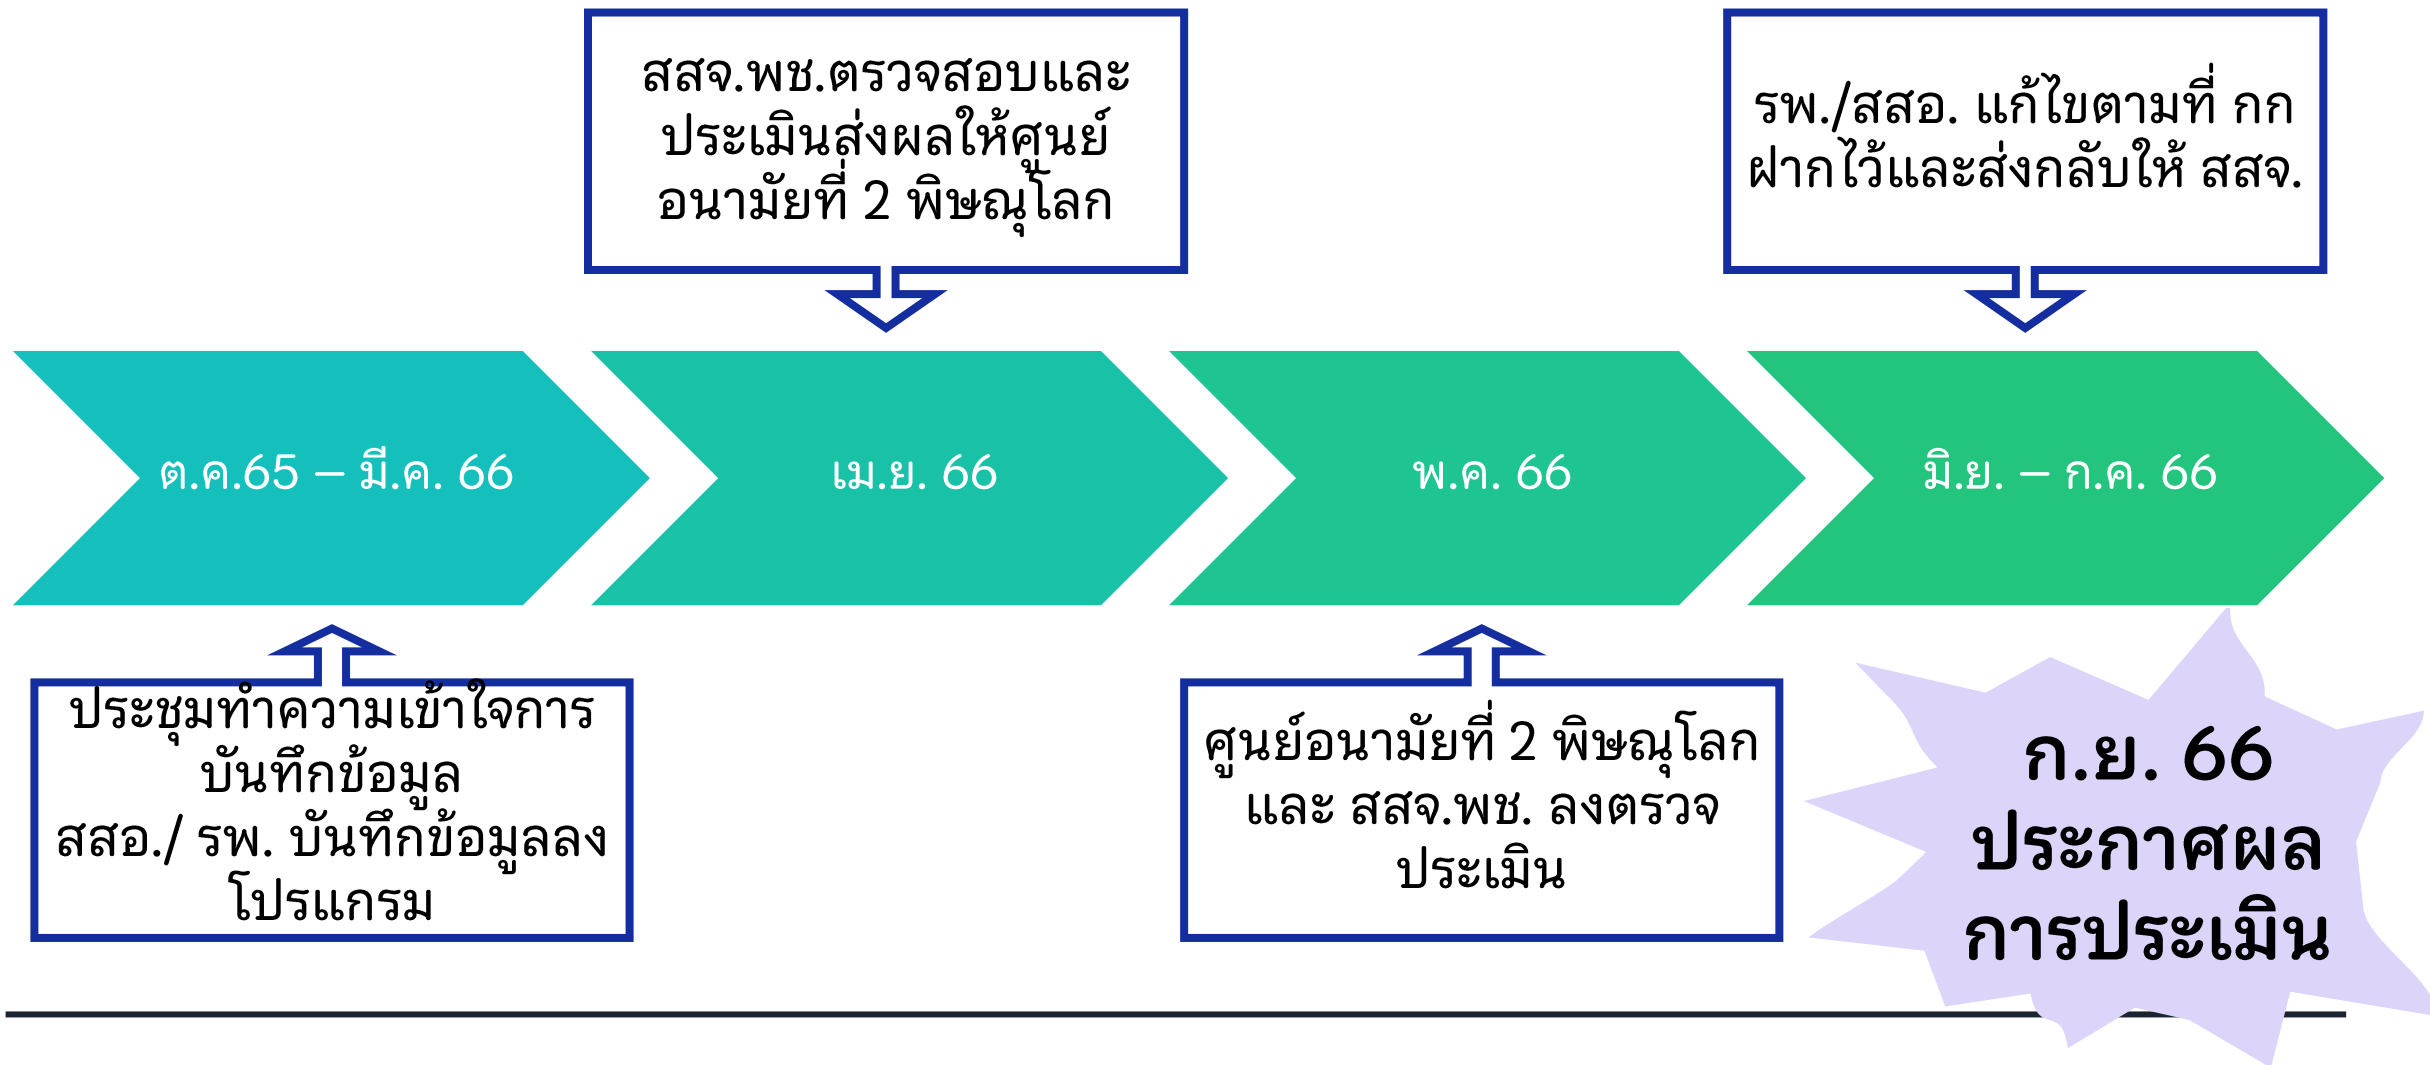 สสจ.พช.ตรวจสอบและ
ประเมินส่งผลให้ศูนย์
อนามัยที่ 2 พิษณุโลก
รพ./สสอ. แก้ไขตามที่ กก
ฝากไว้และส่งกลับให้ สสจ.
ต.ค.65 – มี.ค. 66
เม.ย. 66
พ.ค. 66
มิ.ย. – ก.ค. 66
ประชุมทำความเข้าใจการ
บันทึกข้อมูล
สสอ./ รพ. บันทึกข้อมูลลง
โปรแกรม
ศูนย์อนามัยที่ 2 พิษณุโลก
และ สสจ.พช. ลงตรวจ
ประเมิน
ก.ย. 66
ประกาศผล
การประเมิน